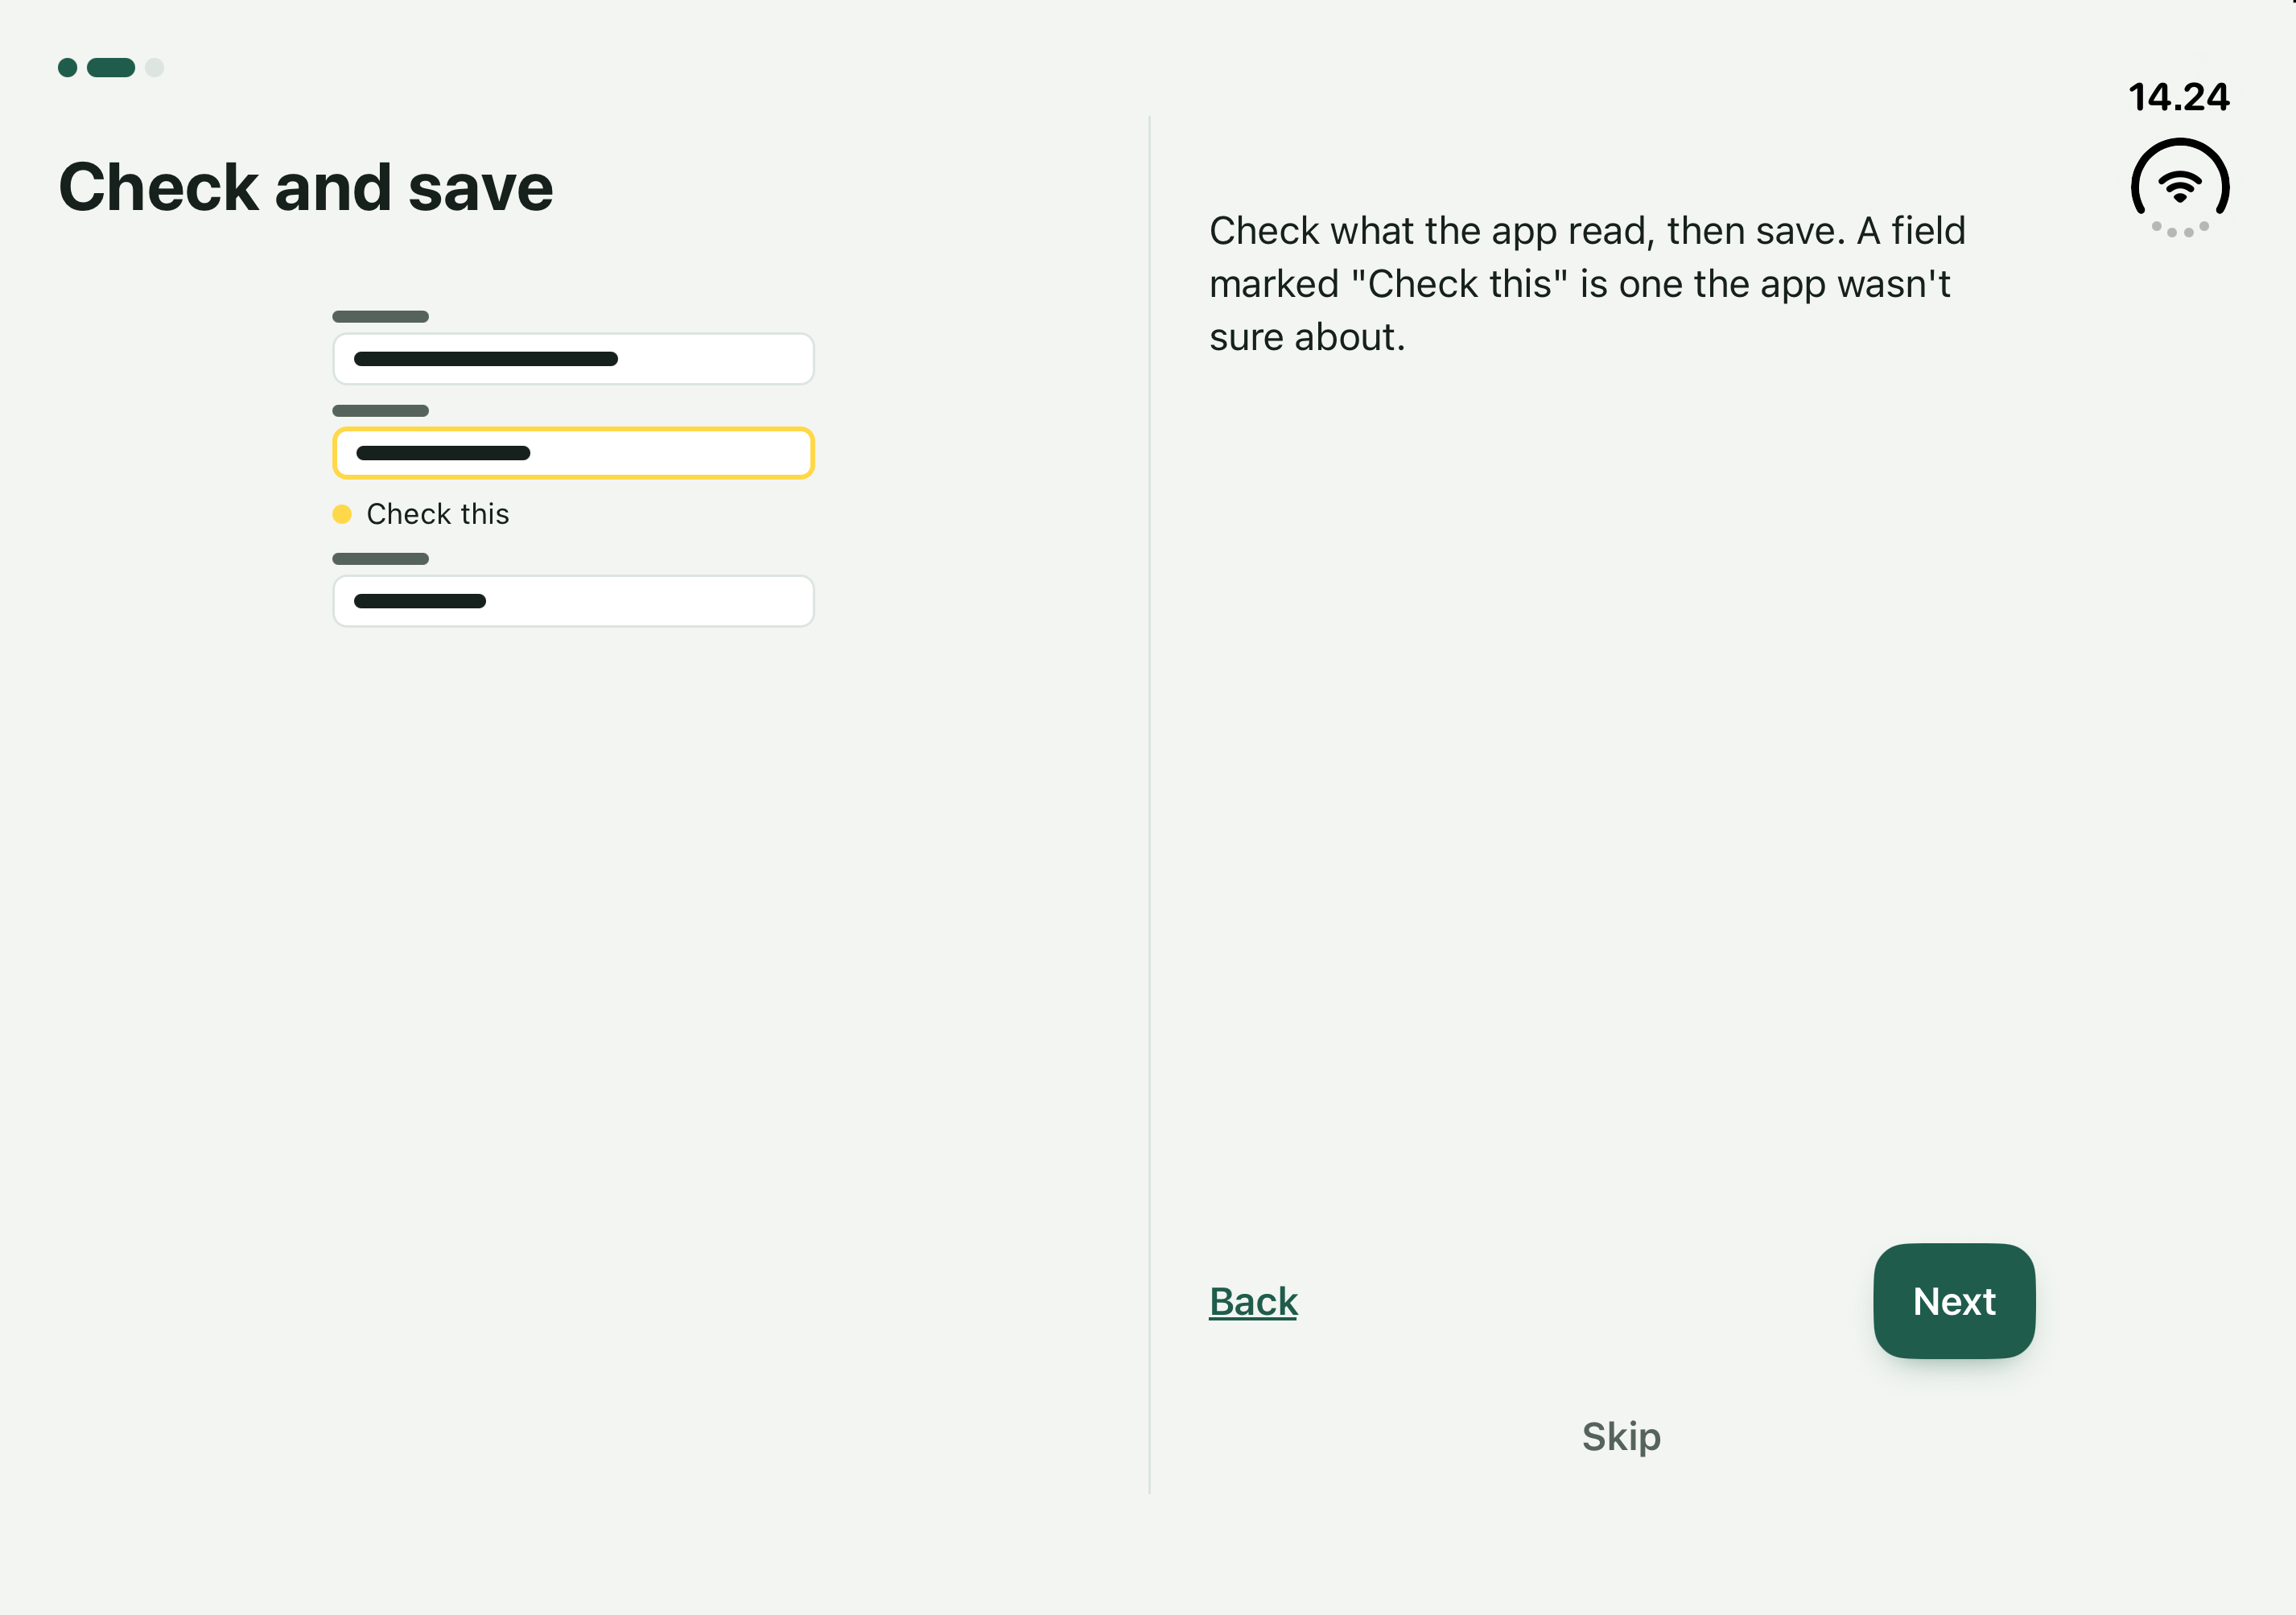 14.24
Check and save
Check this
Check what the app read, then save. A field
marked "Check this" is one the app wasn't
sure about.
Back
Next
Skip